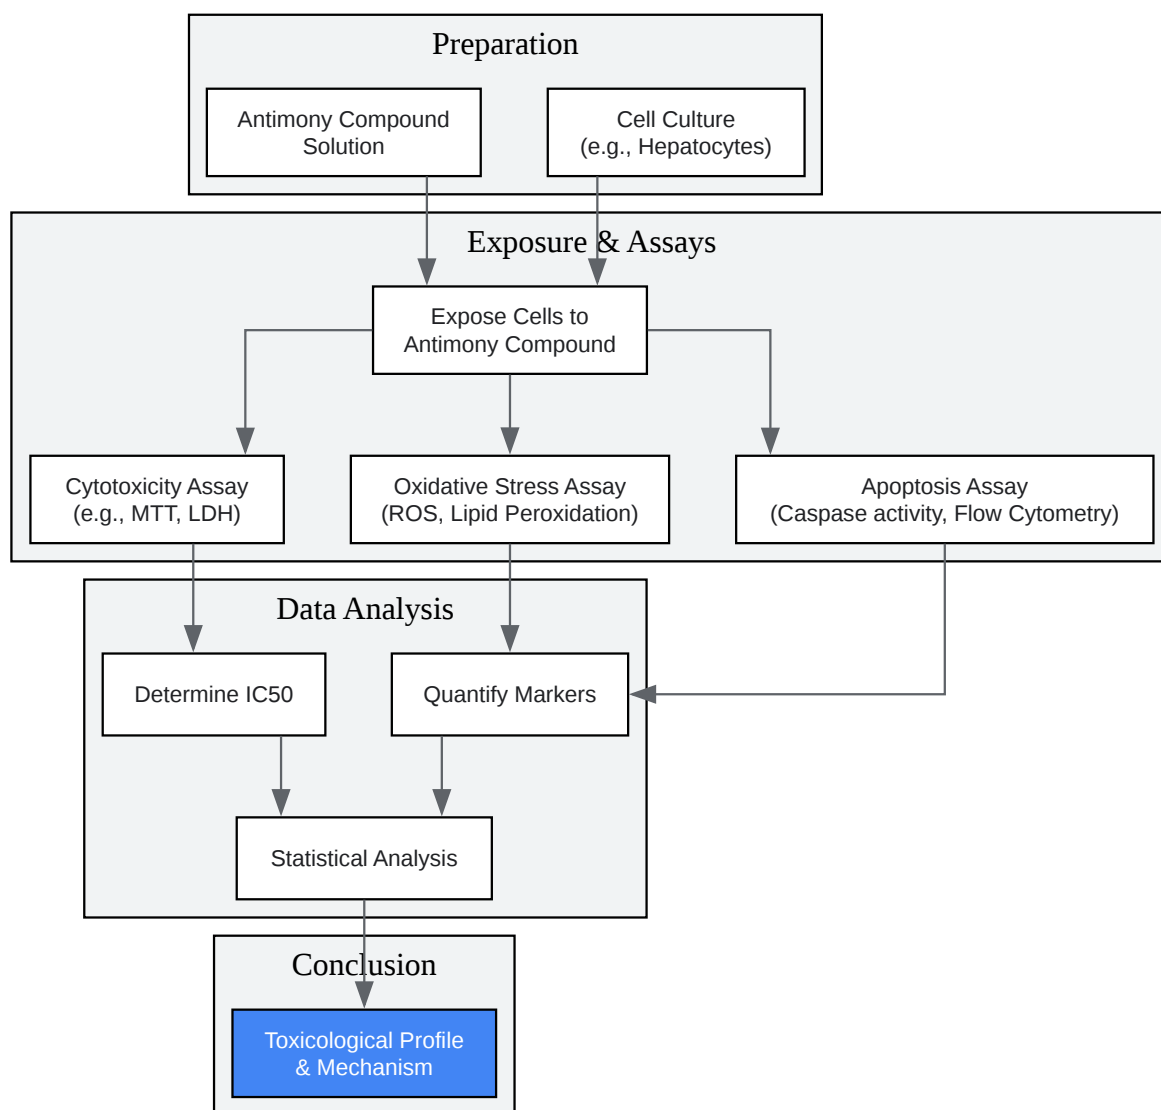 Preparation
Antimony Compound
Solution
Cell Culture
(e.g., Hepatocytes)
Exposure & Assays
Expose Cells to
Antimony Compound
Cytotoxicity Assay
(e.g., MTT, LDH)
Oxidative Stress Assay
(ROS, Lipid Peroxidation)
Apoptosis Assay
(Caspase activity, Flow Cytometry)
Data Analysis
Determine IC50
Quantify Markers
Statistical Analysis
Conclusion
Toxicological Profile
& Mechanism